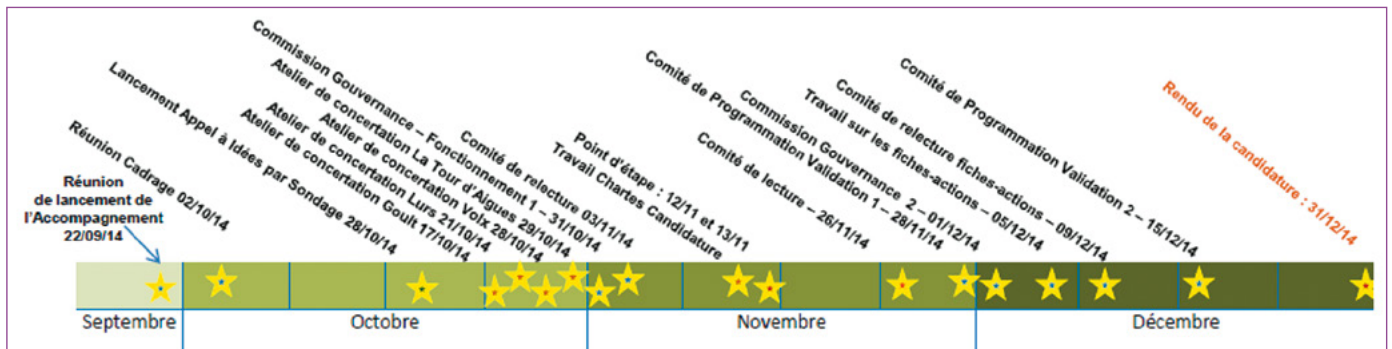 Réunion
de lancement de
l'Accompagnement
22/09/14
Réunion Cadrage 02/10/14
Lancement Appel à Idées par Sondage 28/10/14
Atelier de concertation Goult 17/10/14
Atelier de concertation Lurs 21/10/14
Atelier de concertation Volx 28/10/14
Atelier de concertation La Tour d'Aigues 29/10/14
Commission Gouvernance – Fonctionnement 1 – 31/10/14
Comité de relecture 03/11/14
Travail Chartes Candidature
Point d'étape : 12/11 et 13/11
Comité de lecture – 26/11/14
Comité de Programmation Validation 1 – 28/11/14
Commission Gouvernance 2 – 01/12/14
Travail sur les fiches-actions – 05/12/14
Comité de relecture fiches-actions – 09/12/14
Comité de Programmation Validation 2 – 15/12/14
Rendu de la candidature : 31/12/14
Septembre
Octobre
Novembre
Décembre